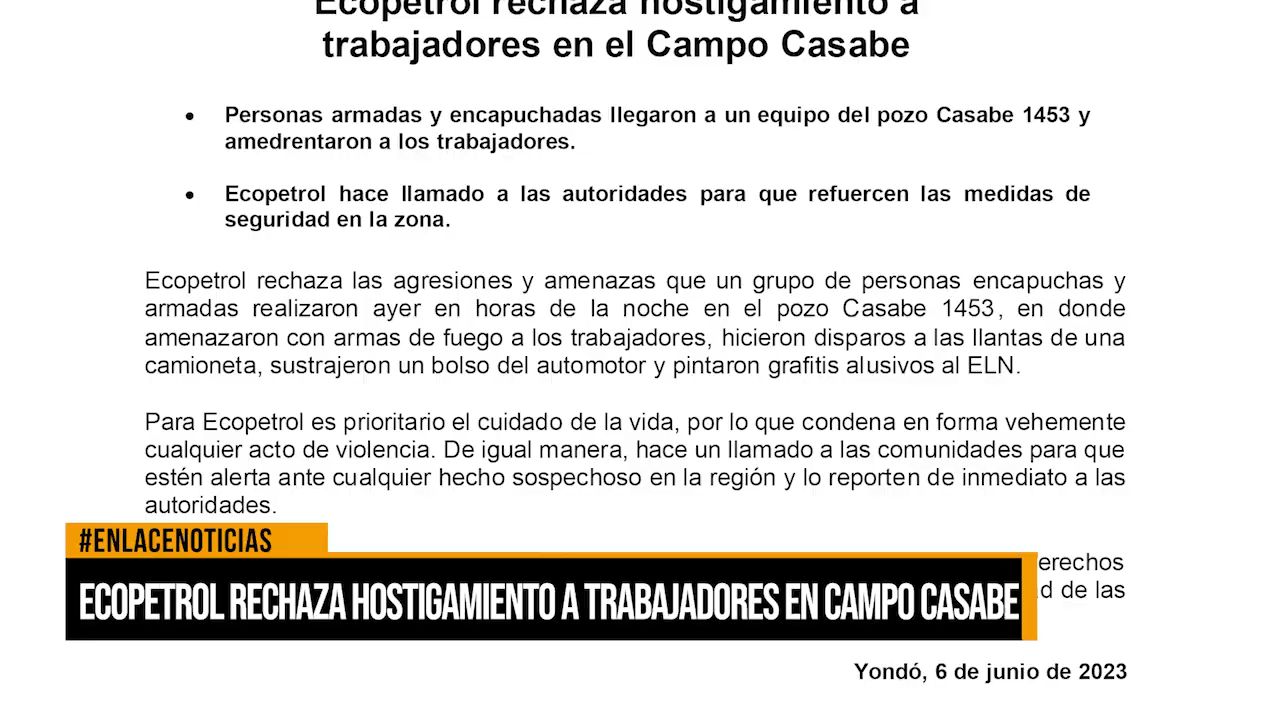 Ecopetrol rechaza hostigamiento a
trabajadores en el Campo Casabe
• Personas armadas y encapuchadas llegaron a un equipo del pozo Casabe 1453 y
amedrentaron a los trabajadores.
• Ecopetrol hace llamado a las autoridades para que refuercen las medidas de
seguridad en la zona.
Ecopetrol rechaza las agresiones y amenazas que un grupo de personas encapuchas y
armadas realizaron ayer en horas de la noche en el pozo Casabe 1453, en donde
amenazaron con armas de fuego a los trabajadores, hicieron disparos a las llantas de una
camioneta, sustrajeron un bolso del automotor y pintaron grafitis alusivos al ELN.
Para Ecopetrol es prioritario el cuidado de la vida, por lo que condena en forma vehemente
cualquier acto de violencia. De igual manera, hace un llamado a las comunidades para que
estén alerta ante cualquier hecho sospechoso en la región y lo reporten de inmediato a las
autoridades.
#ENLACENOTICIAS
erechos
ECOPETROL RECHAZA HOSTIGAMIENTO A TRABAJADORES EN CAMPO CASABE
d de las
Yondó, 6 de junio de 2023